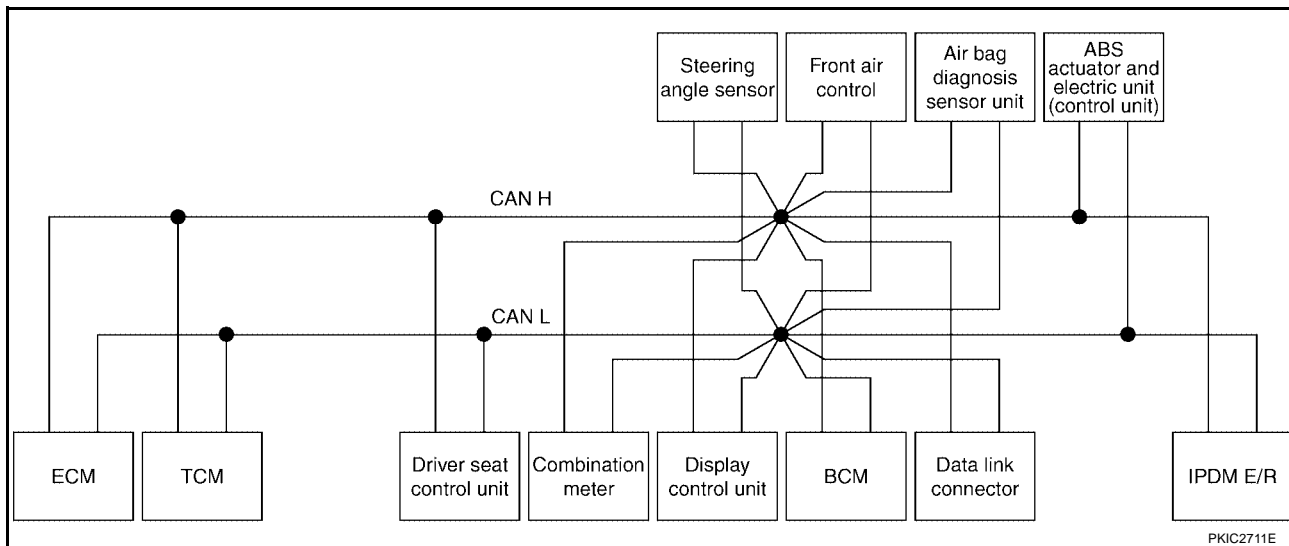 Steering
angle sensor
Front air
control
Air bag
diagnosis
sensor unit
ABS
actuator and
electric unit
(control unit)
CAN H
CAN L
ECM
TCM
Driver seat
control unit
Combination
meter
Display
control unit
BCM
Data link
connector
IPDM E/R
PKIC2711E